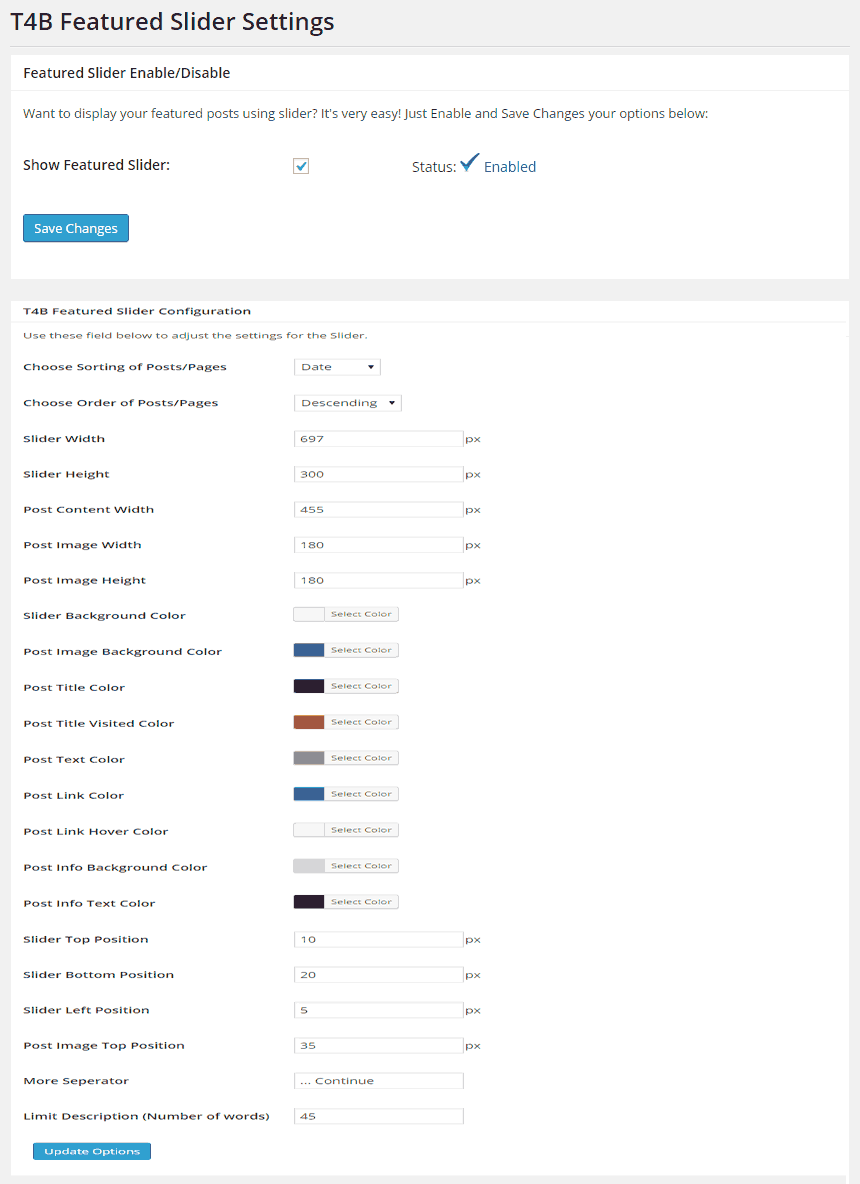 T4B Featured Slider Settings
Featured Slider Enable/Disable
Want to display your featured posts using slider? It's very easy! Just Enable and Save Changes your options below:
Show Featured Slider: Status: Enabled
Save Changes
T4B Featured Slider Configuration
Use these field below to adjust the settings for the Slider.
Choose Sorting of Posts/Pages Date
Choose Order of Posts/Pages Descending
Slider Width 697 px
Slider Height 300 px
Post Content Width 455 px
Post Image Width 180 px
Post Image Height 180 px
Slider Background Color Select Color
Post Image Background Color Select Color
Post Title Color Select Color
Post Title Visited Color Select Color
Post Text Color Select Color
Post Link Color Select Color
Post Link Hover Color Select Color
Post Info Background Color Select Color
Post Info Text Color Select Color
Slider Top Position 10 px
Slider Bottom Position 20 px
Slider Left Position 5 px
Post Image Top Position 35 px
More Seperator ... Continue
Limit Description (Number of words) 45
Update Options